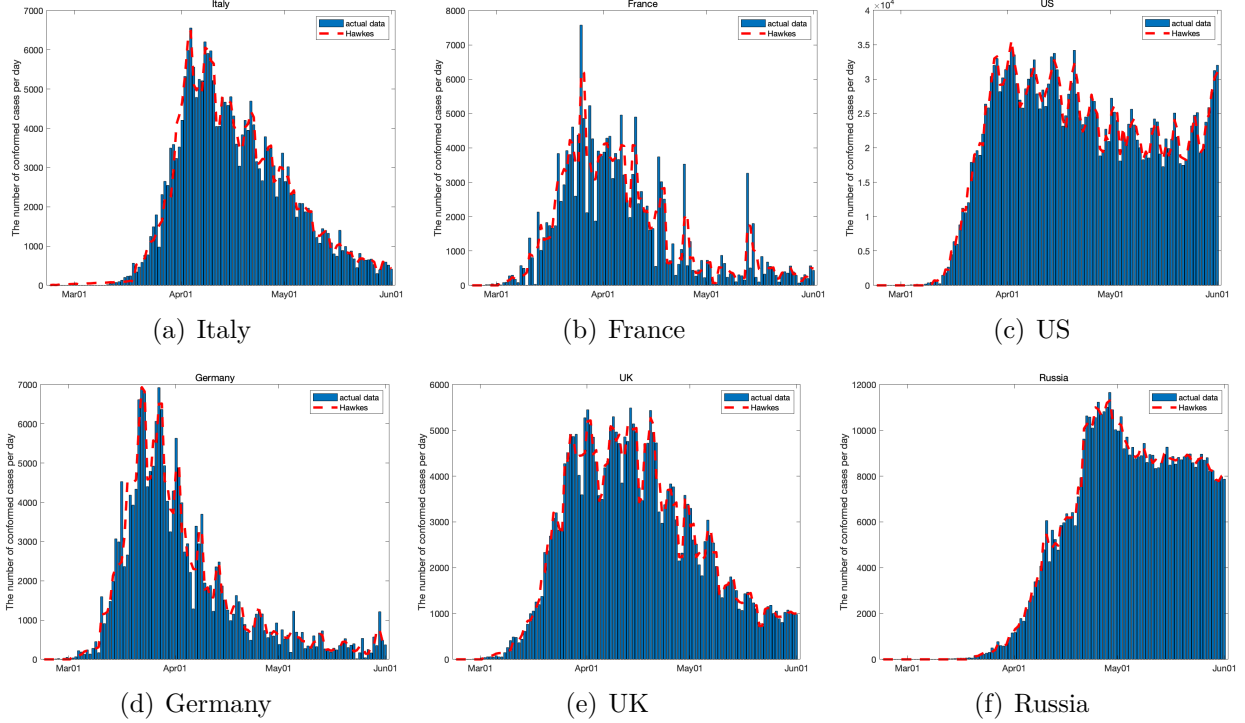 Italy
7000
6000
5000
4000
3000
2000
1000
0
The number of conformed cases per day
Mar01 Apr01 May01 Jun01
actual data
Hawkes
(a) Italy
France
8000
7000
6000
5000
4000
3000
2000
1000
0
The number of conformed cases per day
Mar01 Apr01 May01 Jun01
actual data
Hawkes
(b) France
US
×10⁴
4
3.5
3
2.5
2
1.5
1
0.5
0
The number of conformed cases per day
Mar01 Apr01 May01 Jun01
actual data
Hawkes
(c) US
Germany
7000
6000
5000
4000
3000
2000
1000
0
The number of conformed cases per day
Mar01 Apr01 May01 Jun01
actual data
Hawkes
(d) Germany
UK
6000
5000
4000
3000
2000
1000
0
The number of conformed cases per day
Mar01 Apr01 May01 Jun01
actual data
Hawkes
(e) UK
Russia
12000
10000
8000
6000
4000
2000
0
The number of conformed cases per day
Mar01 Apr01 May01 Jun01
actual data
Hawkes
(f) Russia